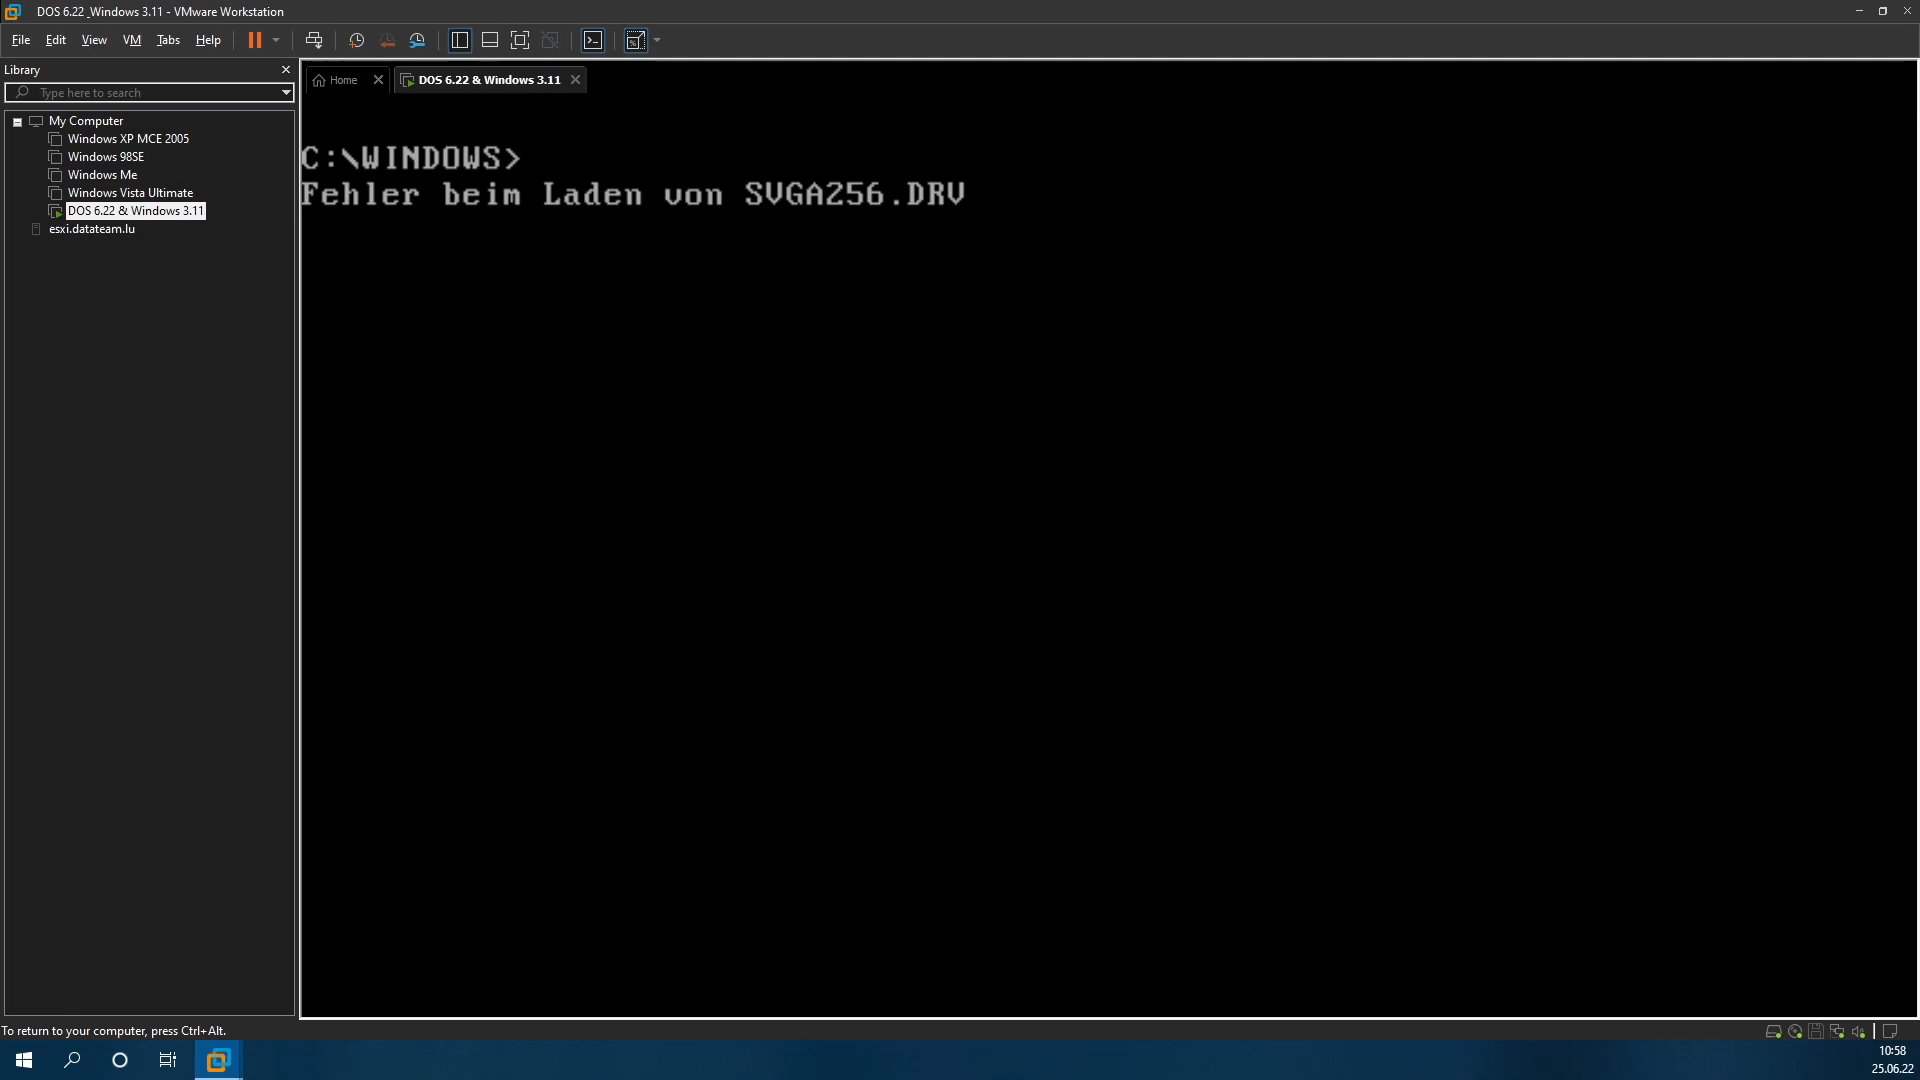 DOS 6.22 _Windows 3.11 - VMware Workstation
File Edit View VM Tabs Help
Library
Type here to search
My Computer
Windows XP MCE 2005
Windows 98SE
Windows Me
Windows Vista Ultimate
DOS 6.22 & Windows 3.11
esxi.datateam.lu
Home
DOS 6.22 & Windows 3.11
C:\WINDOWS>
Fehler beim Laden von SVGA256.DRV
To return to your computer, press Ctrl+Alt.
10:58
25.06.22